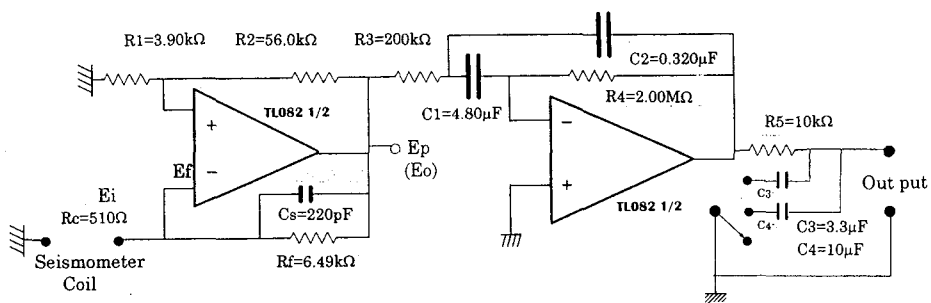 R1=3.90kΩ
R2=56.0kΩ
R3=200kΩ
C2=0.320µF
TL082 1/2
+
−
C1=4.80µF
R4=2.00MΩ
−
+
TL082 1/2
R5=10kΩ
Ep
(Eo)
Ef
Ei
Rc=510Ω
Cs=220pF
Rf=6.49kΩ
Seismometer
Coil
C3
C4
Out put
C3=3.3µF
C4=10µF